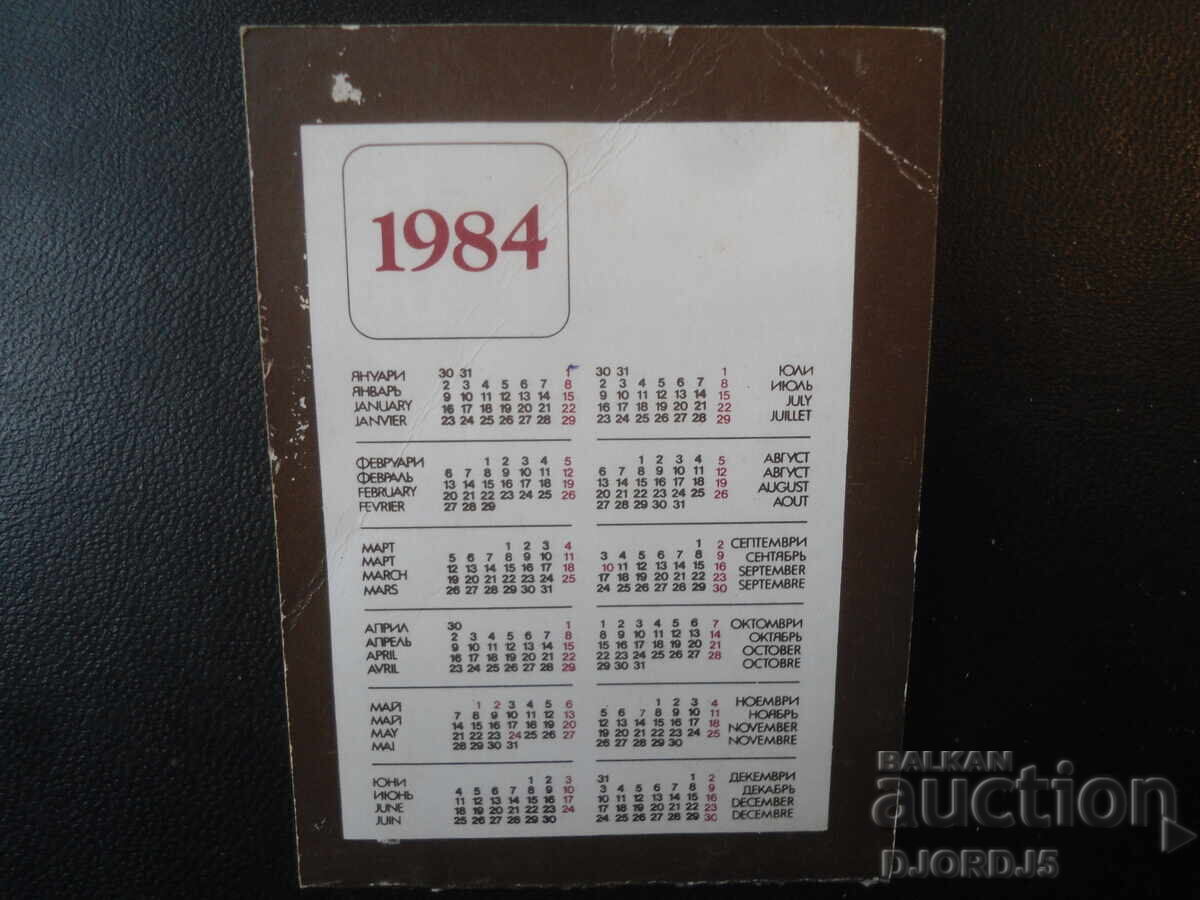 1984
ЯНУАРИ 30 31 1
ЯНВАРЬ 2 3 4 5 6 7 8
JANUARY 9 10 11 12 13 14 15
JANVIER 16 17 18 19 20 21 22
23 24 25 26 27 28 29
ФЕВРУАРИ 1 2 3 4 5
ФЕВРАЛЬ 6 7 8 9 10 11 12
FEBRUARY 13 14 15 16 17 18 19
FEVRIER 20 21 22 23 24 25 26
27 28 29
МАРТ 1 2 3 4
МАРТ 5 6 7 8 9 10 11
MARCH 12 13 14 15 16 17 18
MARS 19 20 21 22 23 24 25
26 27 28 29 30 31
АПРИЛ 30 1
АПРЕЛЬ 2 3 4 5 6 7 8
APRIL 9 10 11 12 13 14 15
AVRIL 16 17 18 19 20 21 22
23 24 25 26 27 28 29
МАЙ 1 2 3 4 5 6
МАЙ 7 8 9 10 11 12 13
MAY 14 15 16 17 18 19 20
MAI 21 22 23 24 25 26 27
28 29 30 31
ЮНИ 1 2 3
ИЮНЬ 4 5 6 7 8 9 10
JUNE 11 12 13 14 15 16 17
JUIN 18 19 20 21 22 23 24
25 26 27 28 29 30
30 31 1 ЮЛИ
2 3 4 5 6 7 8 ИЮЛЬ
9 10 11 12 13 14 15 JULY
16 17 18 19 20 21 22 JUILLET
23 24 25 26 27 28 29
1 2 3 4 5 АВГУСТ
6 7 8 9 10 11 12 АВГУСТ
13 14 15 16 17 18 19 AUGUST
20 21 22 23 24 25 26 AOUT
27 28 29 30 31
1 2 СЕПТЕМВРИ
3 4 5 6 7 8 9 СЕНТЯБРЬ
10 11 12 13 14 15 16 SEPTEMBER
17 18 19 20 21 22 23 SEPTEMBRE
24 25 26 27 28 29 30
1 2 3 4 5 6 7 ОКТОМВРИ
8 9 10 11 12 13 14 ОКТЯБРЬ
15 16 17 18 19 20 21 OCTOBER
22 23 24 25 26 27 28 OCTOBRE
29 30 31
1 2 3 4 НОЕМВРИ
5 6 7 8 9 10 11 НОЯБРЬ
12 13 14 15 16 17 18 NOVEMBER
19 20 21 22 23 24 25 NOVEMBRE
26 27 28 29 30
31 1 2 ДЕКЕМВРИ
3 4 5 6 7 8 9 ДЕКАБРЬ
10 11 12 13 14 15 16 DECEMBER
17 18 19 20 21 22 23 DECEMBRE
24 25 26 27 28 29 30
BALKAN
auction
DJORDJ5